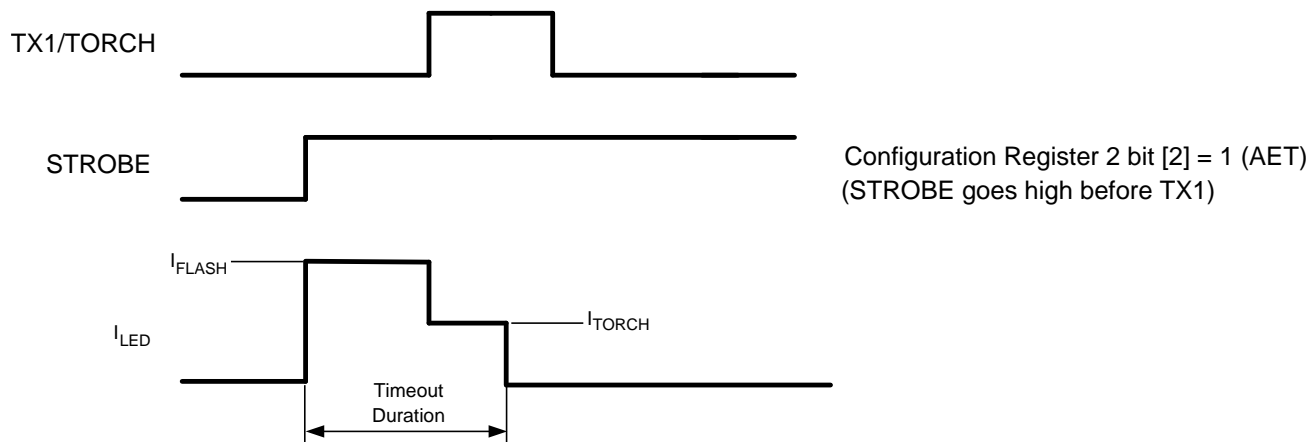 TX1/TORCH
STROBE
Configuration Register 2 bit [2] = 1 (AET)
(STROBE goes high before TX1)
IFLASH
ITORCH
ILED
Timeout
Duration